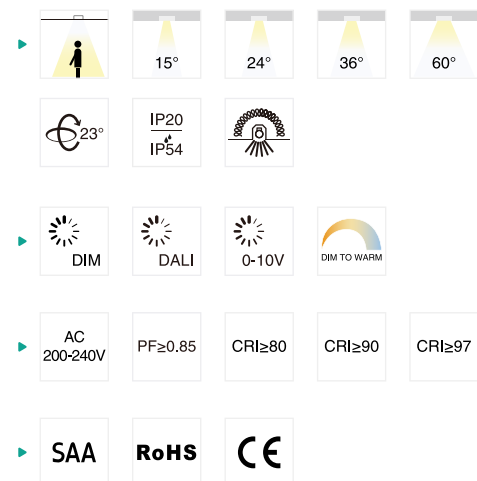 15°
24°
36°
60°
23°
IP20
IP54
DIM
DALI
0-10V
DIM TO WARM
AC
200-240V
PF≥0.85
CRI≥80
CRI≥90
CRI≥97
SAA
RoHS
CE